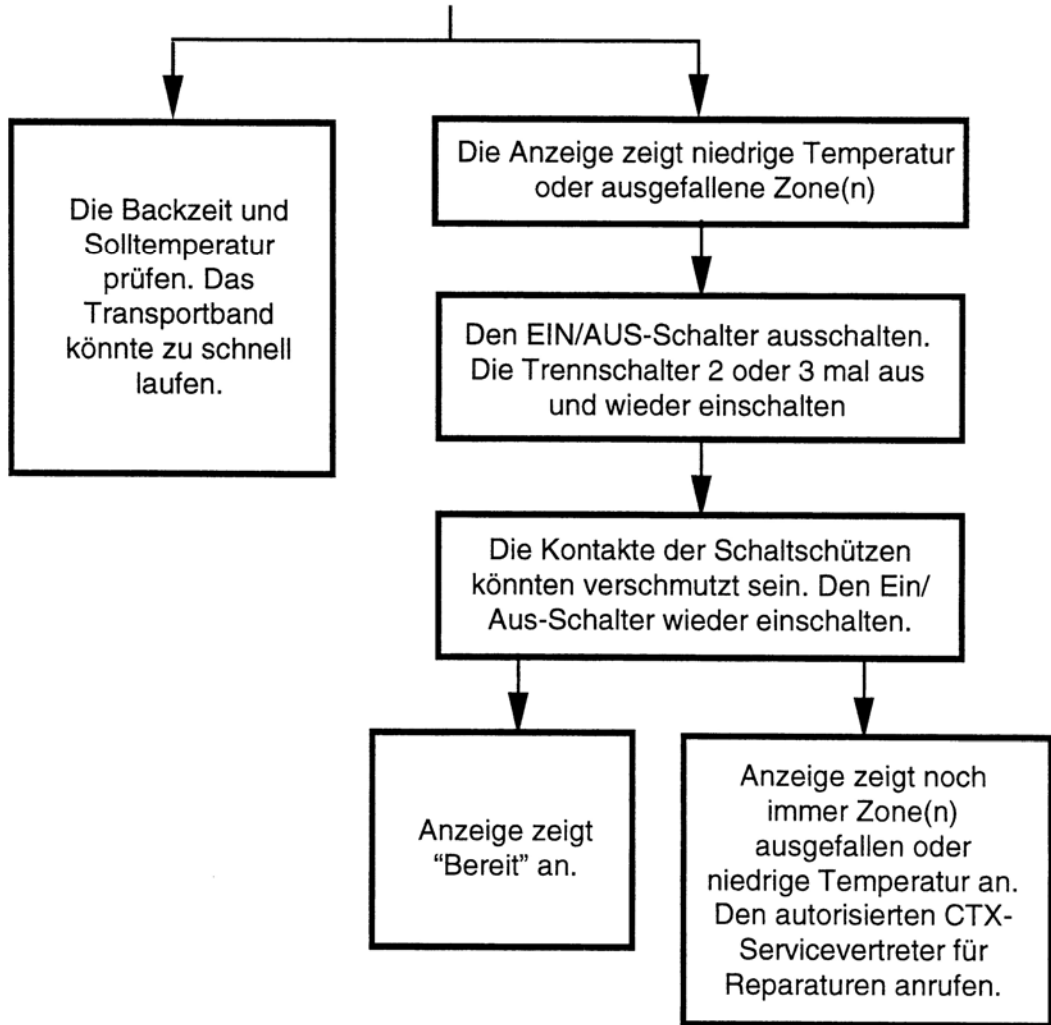 Die Backzeit und
Solltemperatur
prüfen. Das
Transportband
könnte zu schnell
laufen.
Die Anzeige zeigt niedrige Temperatur
oder ausgefallene Zone(n)
Den EIN/AUS-Schalter ausschalten.
Die Trennschalter 2 oder 3 mal aus
und wieder einschalten
Die Kontakte der Schaltschützen
könnten verschmutzt sein. Den Ein/
Aus-Schalter wieder einschalten.
Anzeige zeigt
“Bereit” an.
Anzeige zeigt noch
immer Zone(n)
ausgefallen oder
niedrige Temperatur an.
Den autorisierten CTX-
Servicevertreter für
Reparaturen anrufen.